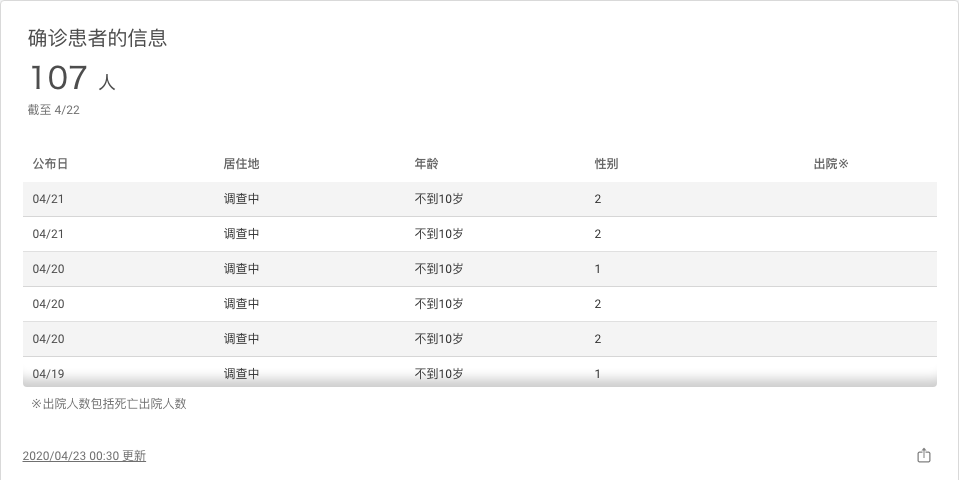 确诊患者的信息
107 人
截至 4/22
公布日 居住地 年龄 性别 出院※
04/21 调查中 不到10岁 2
04/21 调查中 不到10岁 2
04/20 调查中 不到10岁 1
04/20 调查中 不到10岁 2
04/20 调查中 不到10岁 2
04/19 调查中 不到10岁 1
※出院人数包括死亡出院人数
2020/04/23 00:30 更新